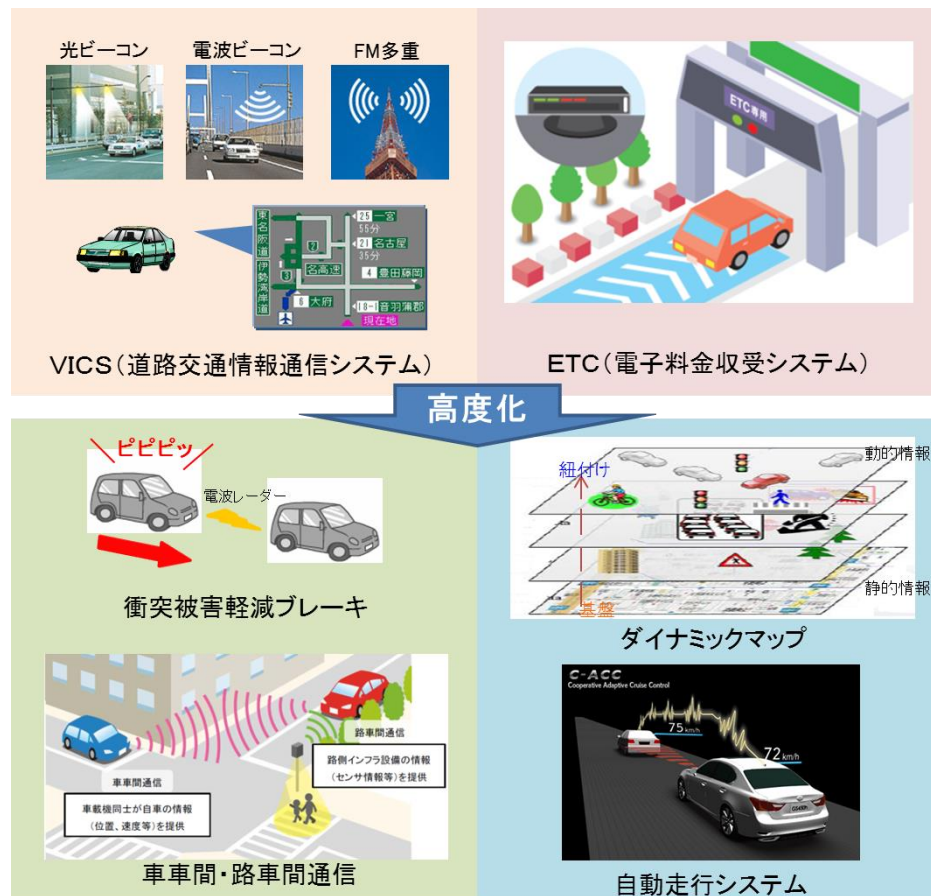 光ビーコン
電波ビーコン
FM多重
東名阪道
伊勢湾岸道
25 一宮
55分
21 名古屋
35分
2
名高速
4 豊田藤岡
3
6 大府
18-1 音羽蒲郡
現在地
VICS(道路交通情報通信システム)
ETC専用
ETC(電子料金収受システム)
高度化
ピピピッ
電波レーダー
衝突被害軽減ブレーキ
動的情報
紐付け
静的情報
基盤
ダイナミックマップ
路車間通信
路側インフラ設備の情報
(センサ情報等)を提供
車車間通信
車載機同士が自車の情報
(位置、速度等)を提供
車車間・路車間通信
C-ACC
Cooperative Adaptive Cruise Control
75 km/h
72 km/h
自動走行システム